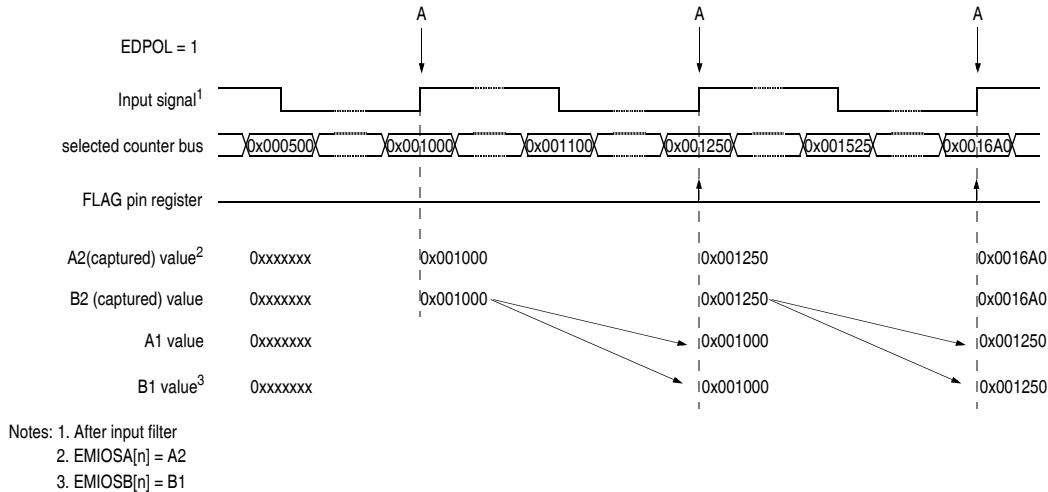 A A A
EDPOL = 1
Input signal1
selected counter bus 0x000500 0x001000 0x001100 0x001250 0x001525 0x0016A0
FLAG pin register
A2(captured) value2 0xxxxxxx 0x001000 0x001250 0x0016A0
B2 (captured) value 0xxxxxxx 0x001000 0x001250 0x0016A0
A1 value 0xxxxxxx 0x001000 0x001250
B1 value3 0xxxxxxx 0x001000 0x001250
Notes: 1. After input filter
2. EMIOSA[n] = A2
3. EMIOSB[n] = B1